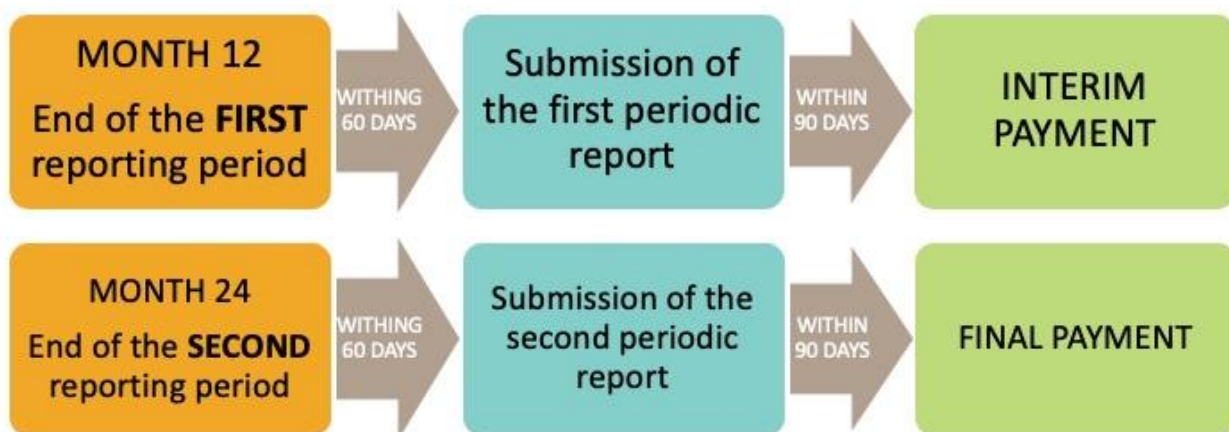 MONTH 12
End of the FIRST
reporting period
WITHING
60 DAYS
Submission of
the first periodic
report
WITHIN
90 DAYS
INTERIM
PAYMENT
MONTH 24
End of the SECOND
reporting period
WITHING
60 DAYS
Submission of the
second periodic
report
WITHIN
90 DAYS
FINAL PAYMENT